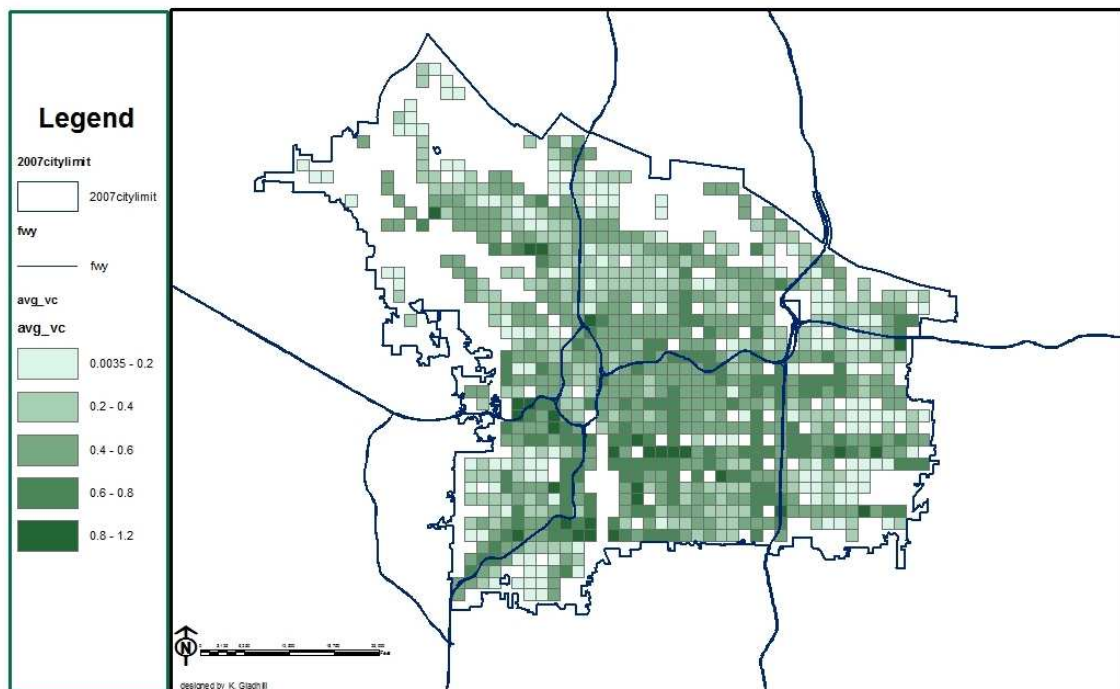 Legend
2007citylimit
2007citylimit
fwy
fwy
avg_vc
avg_vc
0.0035 - 0.2
0.2 - 0.4
0.4 - 0.6
0.6 - 0.8
0.8 - 1.2
N
Feet
designed by K. Gladhill